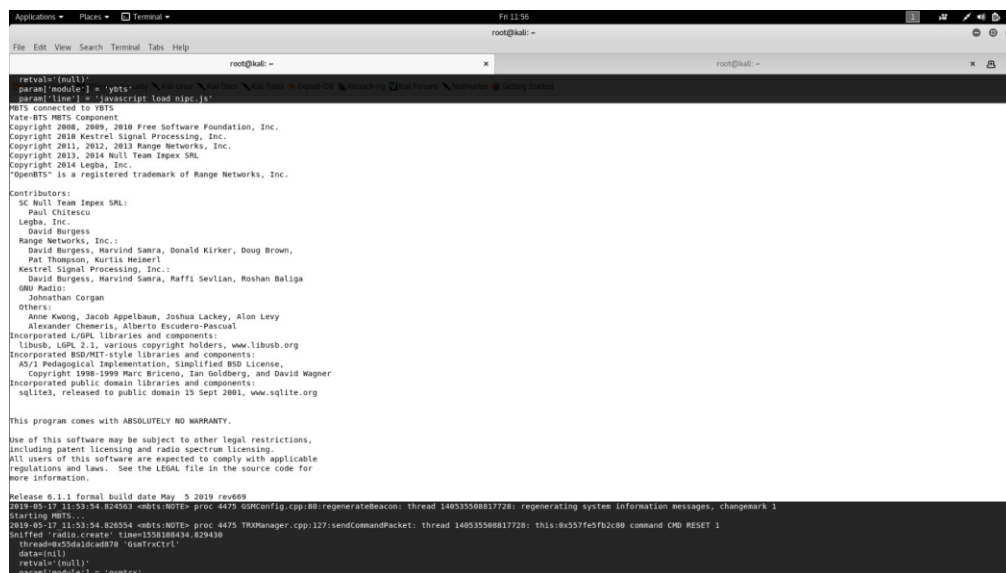 Applications Places Terminal Fri 11:56 1
root@kali: ~
File Edit View Search Terminal Tabs Help
root@kali: ~ × root@kali: ~ ×
retval='(null)'
param['module'] = 'ybts'
param['line'] = 'javascript load nipc.js'
MBTS connected to YBTS
Yate-BTS MBTS Component
Copyright 2008, 2009, 2010 Free Software Foundation, Inc.
Copyright 2010 Kestrel Signal Processing, Inc.
Copyright 2011, 2012, 2013 Range Networks, Inc.
Copyright 2013, 2014 Null Team Impex SRL
Copyright 2014 Legba, Inc.
"OpenBTS" is a registered trademark of Range Networks, Inc.
Contributors:
SC Null Team Impex SRL:
Paul Chitescu
Legba, Inc.
David Burgess
Range Networks, Inc.:
David Burgess, Harvind Samra, Donald Kirker, Doug Brown,
Pat Thompson, Kurtis Heimerl
Kestrel Signal Processing, Inc.:
David Burgess, Harvind Samra, Raffi Sevlian, Roshan Baliga
GNU Radio:
Johnathan Corgan
Others:
Anne Kwong, Jacob Appelbaum, Joshua Lackey, Alon Levy
Alexander Chemeris, Alberto Escudero-Pascual
Incorporated L/GPL libraries and components:
libusb, LGPL 2.1, various copyright holders, www.libusb.org
Incorporated BSD/MIT-style libraries and components:
A5/1 Pedagogical Implementation, Simplified BSD License,
Copyright 1998-1999 Marc Briceno, Ian Goldberg, and David Wagner
Incorporated public domain libraries and components:
sqlite3, released to public domain 15 Sept 2001, www.sqlite.org
This program comes with ABSOLUTELY NO WARRANTY.
Use of this software may be subject to other legal restrictions,
including patent licensing and radio spectrum licensing.
All users of this software are expected to comply with applicable
regulations and laws. See the LEGAL file in the source code for
more information.
Release 6.1.1 formal build date May 5 2019 rev669
2019-05-17_11:53:54.824563 <mbts:NOTE> proc 4475 GSMConfig.cpp:80:regenerateBeacon: thread 140535508817728: regenerating system information messages, changemark 1
Starting MBTS...
2019-05-17_11:53:54.826554 <mbts:NOTE> proc 4475 TRXManager.cpp:127:sendCommandPacket: thread 140535508817728: this:0x557fe5fb2c80 command CMD RESET 1
Sniffed 'radio.create' time=1558108434.829430
thread=0x55da1dcad870 'GsmTrxCtrl'
data=(nil)
retval='(null)'
param['module'] = 'gsmtrx'